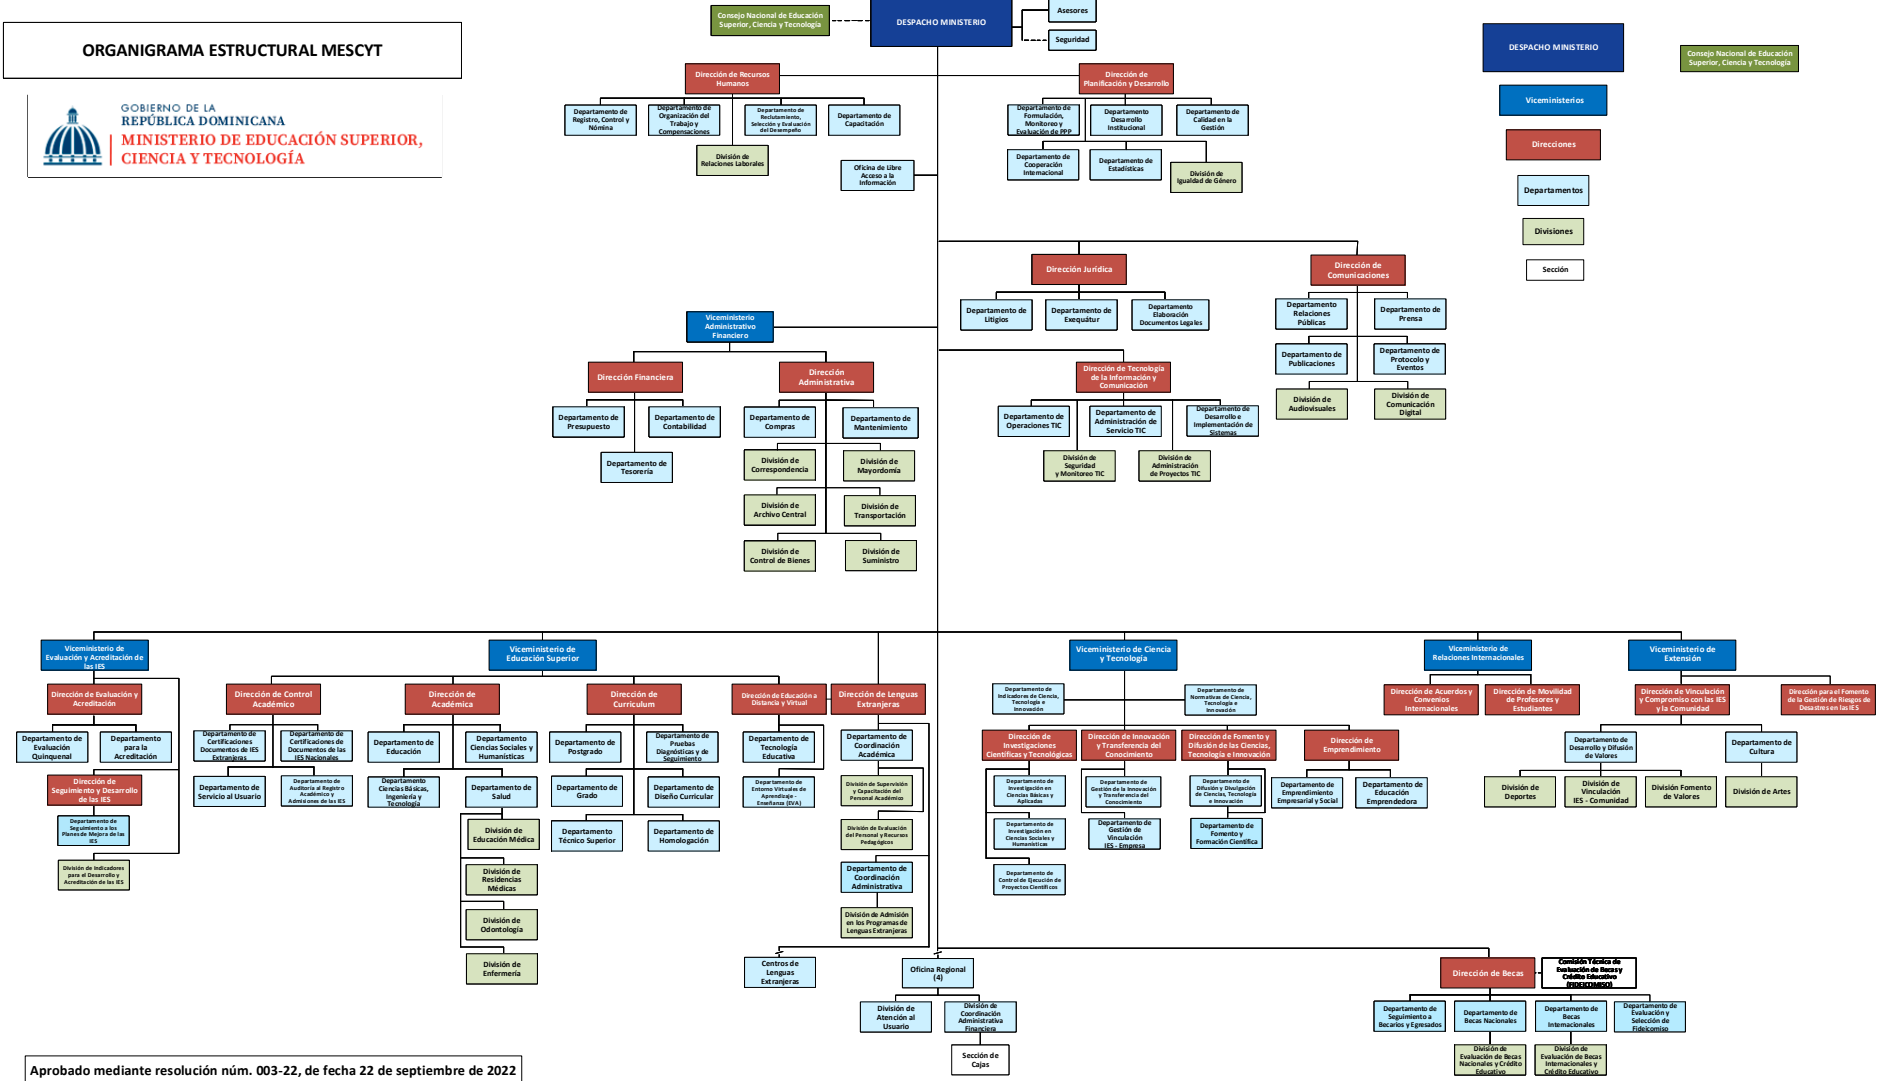 ORGANIGRAMA ESTRUCTURAL MESCYT
GOBIERNO DE LA
REPÚBLICA DOMINICANA
MINISTERIO DE EDUCACIÓN SUPERIOR,
CIENCIA Y TECNOLOGÍA
Consejo Nacional de Educación
Superior, Ciencia y Tecnología
DESPACHO MINISTERIO
Asesores
Seguridad
DESPACHO MINISTERIO
Consejo Nacional de Educación
Superior, Ciencia y Tecnología
Viceministerios
Direcciones
Departamentos
Divisiones
Sección
Dirección de Recursos
Humanos
Departamento de
Registro, Control y
Nómina
Departamento de
Organización del
Trabajo y
Compensaciones
Departamento de
Reclutamiento,
Selección y Evaluación
del Desempeño
Departamento de
Capacitación
División de
Relaciones Laborales
Oficina de Libre
Acceso a la
Información
Dirección de
Planificación y Desarrollo
Departamento de
Formulación,
Monitoreo y
Evaluación de PPP
Departamento
Desarrollo
Institucional
Departamento de
Calidad en la
Gestión
Departamento de
Cooperación
Internacional
Departamento de
Estadísticas
División de
Igualdad de Género
Dirección Jurídica
Departamento de
Litigios
Departamento de
Exequátur
Departamento
Elaboración
Documentos Legales
Dirección de
Comunicaciones
Departamento
Relaciones
Públicas
Departamento de
Prensa
Departamento de
Publicaciones
Departamento de
Protocolo y
Eventos
División de
Audiovisuales
División de
Comunicación
Digital
Viceministerio
Administrativo
Financiero
Dirección Financiera
Departamento de
Presupuesto
Departamento de
Contabilidad
Departamento de
Tesorería
Dirección
Administrativa
Departamento de
Compras
Departamento de
Mantenimiento
División de
Correspondencia
División de
Mayordomía
División de
Archivo Central
División de
Transportación
División de
Control de Bienes
División de
Suministro
Dirección de Tecnología
de la Información y
Comunicación
Departamento de
Operaciones TIC
Departamento de
Administración de
Servicio TIC
Departamento de
Desarrollo e
Implementación de
Sistemas
División de
Seguridad
y Monitoreo TIC
División de
Administración
de Proyectos TIC
Viceministerio de
Evaluación y Acreditación de
las IES
Dirección de Evaluación y
Acreditación
Departamento de
Evaluación
Quinquenal
Departamento
para la
Acreditación
Dirección de
Seguimiento y Desarrollo
de las IES
Departamento de
Seguimiento a los
Planes de Mejora de las
IES
División de Indicadores
para el Desarrollo y
Acreditación de las IES
Viceministerio de
Educación Superior
Dirección de Control
Académico
Departamento de
Certificaciones
Documentos de IES
Extranjeras
Departamento de
Certificaciones de
Documentos de las
IES Nacionales
Departamento de
Servicio al Usuario
Departamento de
Auditoría al Registro
Académico y
Admisiones de las IES
Dirección de
Académica
Departamento de
Educación
Departamento
Ciencias Sociales y
Humanísticas
Departamento
Ciencias Básicas,
Ingeniería y
Tecnología
Departamento
de Salud
División de
Educación Médica
División de
Residencias
Médicas
División de
Odontología
División de
Enfermería
Dirección de
Curriculum
Departamento de
Postgrado
Departamento de
Pruebas
Diagnósticas y de
Seguimiento
Departamento de
Grado
Departamento de
Diseño Curricular
Departamento
Técnico Superior
Departamento de
Homologación
Dirección de Educación a
Distancia y Virtual
Departamento de
Tecnología
Educativa
Departamento de
Entorno Virtuales de
Aprendizaje -
Enseñanza (EVA)
Dirección de Lenguas
Extranjeras
Departamento de
Coordinación
Académica
División de Supervisión
y Capacitación del
Personal Académico
División de Evaluación
del Personal y Recursos
Pedagógicos
Departamento de
Coordinación
Administrativa
División de Admisión
en los Programas de
Lenguas Extranjeras
Centros de
Lenguas
Extranjeras
Viceministerio de Ciencia
y Tecnología
Departamento de
Indicadores de Ciencia,
Tecnología e
Innovación
Departamento de
Normativas de Ciencia,
Tecnología e
Innovación
Dirección de
Investigaciones
Científicas y Tecnológicas
Departamento de
Investigación en
Ciencias Básicas y
Aplicadas
Departamento de
Investigación en
Ciencias Sociales y
Humanísticas
Departamento de
Control de Ejecución de
Proyectos Científicos
Dirección de Innovación
y Transferencia del
Conocimiento
Departamento de
Gestión de la Innovación
y Transferencia del
Conocimiento
Departamento de
Gestión de
Vinculación
IES - Empresa
Dirección de Fomento y
Difusión de las Ciencias,
Tecnología e Innovación
Departamento de
Difusión y Divulgación
de Ciencias, Tecnología
e Innovación
Departamento de
Fomento y
Formación Científica
Dirección de
Emprendimiento
Departamento de
Emprendimiento
Empresarial y Social
Departamento de
Educación
Emprendedora
Viceministerio de
Relaciones Internacionales
Dirección de Acuerdos y
Convenios
Internacionales
Dirección de Movilidad
de Profesores y
Estudiantes
Viceministerio de
Extensión
Dirección de Vinculación
y Compromiso con las IES
y la Comunidad
Dirección para el Fomento
de la Gestión de Riesgos de
Desastres en las IES
Departamento de
Desarrollo y Difusión
de Valores
Departamento de
Cultura
División de
Deportes
División de
Vinculación
IES - Comunidad
División Fomento
de Valores
División de Artes
Oficina Regional
(4)
División de
Atención al
Usuario
División de
Coordinación
Administrativa
Financiera
Sección de
Cajas
Dirección de Becas
Comisión Técnica de
Evaluación de Becas y
Crédito Educativo
(FIDEICOMISO)
Departamento de
Seguimiento a
Becarios y Egresados
Departamento de
Becas Nacionales
Departamento de
Becas
Internacionales
Departamento de
Evaluación y
Selección de
Fideicomiso
División de
Evaluación de Becas
Nacionales y Crédito
Educativo
División de
Evaluación de Becas
Internacionales y
Crédito Educativo
Aprobado mediante resolución núm. 003-22, de fecha 22 de septiembre de 2022